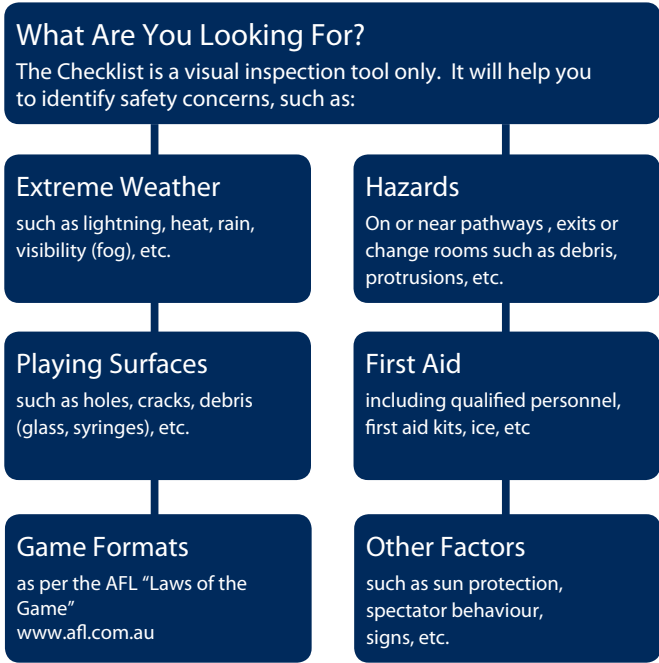 What Are You Looking For?
The Checklist is a visual inspection tool only.  It will help you
to identify safety concerns, such as:
Extreme Weather
such as lightning, heat, rain,
visibility (fog), etc.
Hazards
On or near pathways , exits or
change rooms such as debris,
protrusions, etc.
Playing Surfaces
such as holes, cracks, debris
(glass, syringes), etc.
First Aid
including qualified personnel,
first aid kits, ice, etc
Game Formats
as per the AFL “Laws of the
Game”
www.afl.com.au
Other Factors
such as sun protection,
spectator behaviour,
signs, etc.